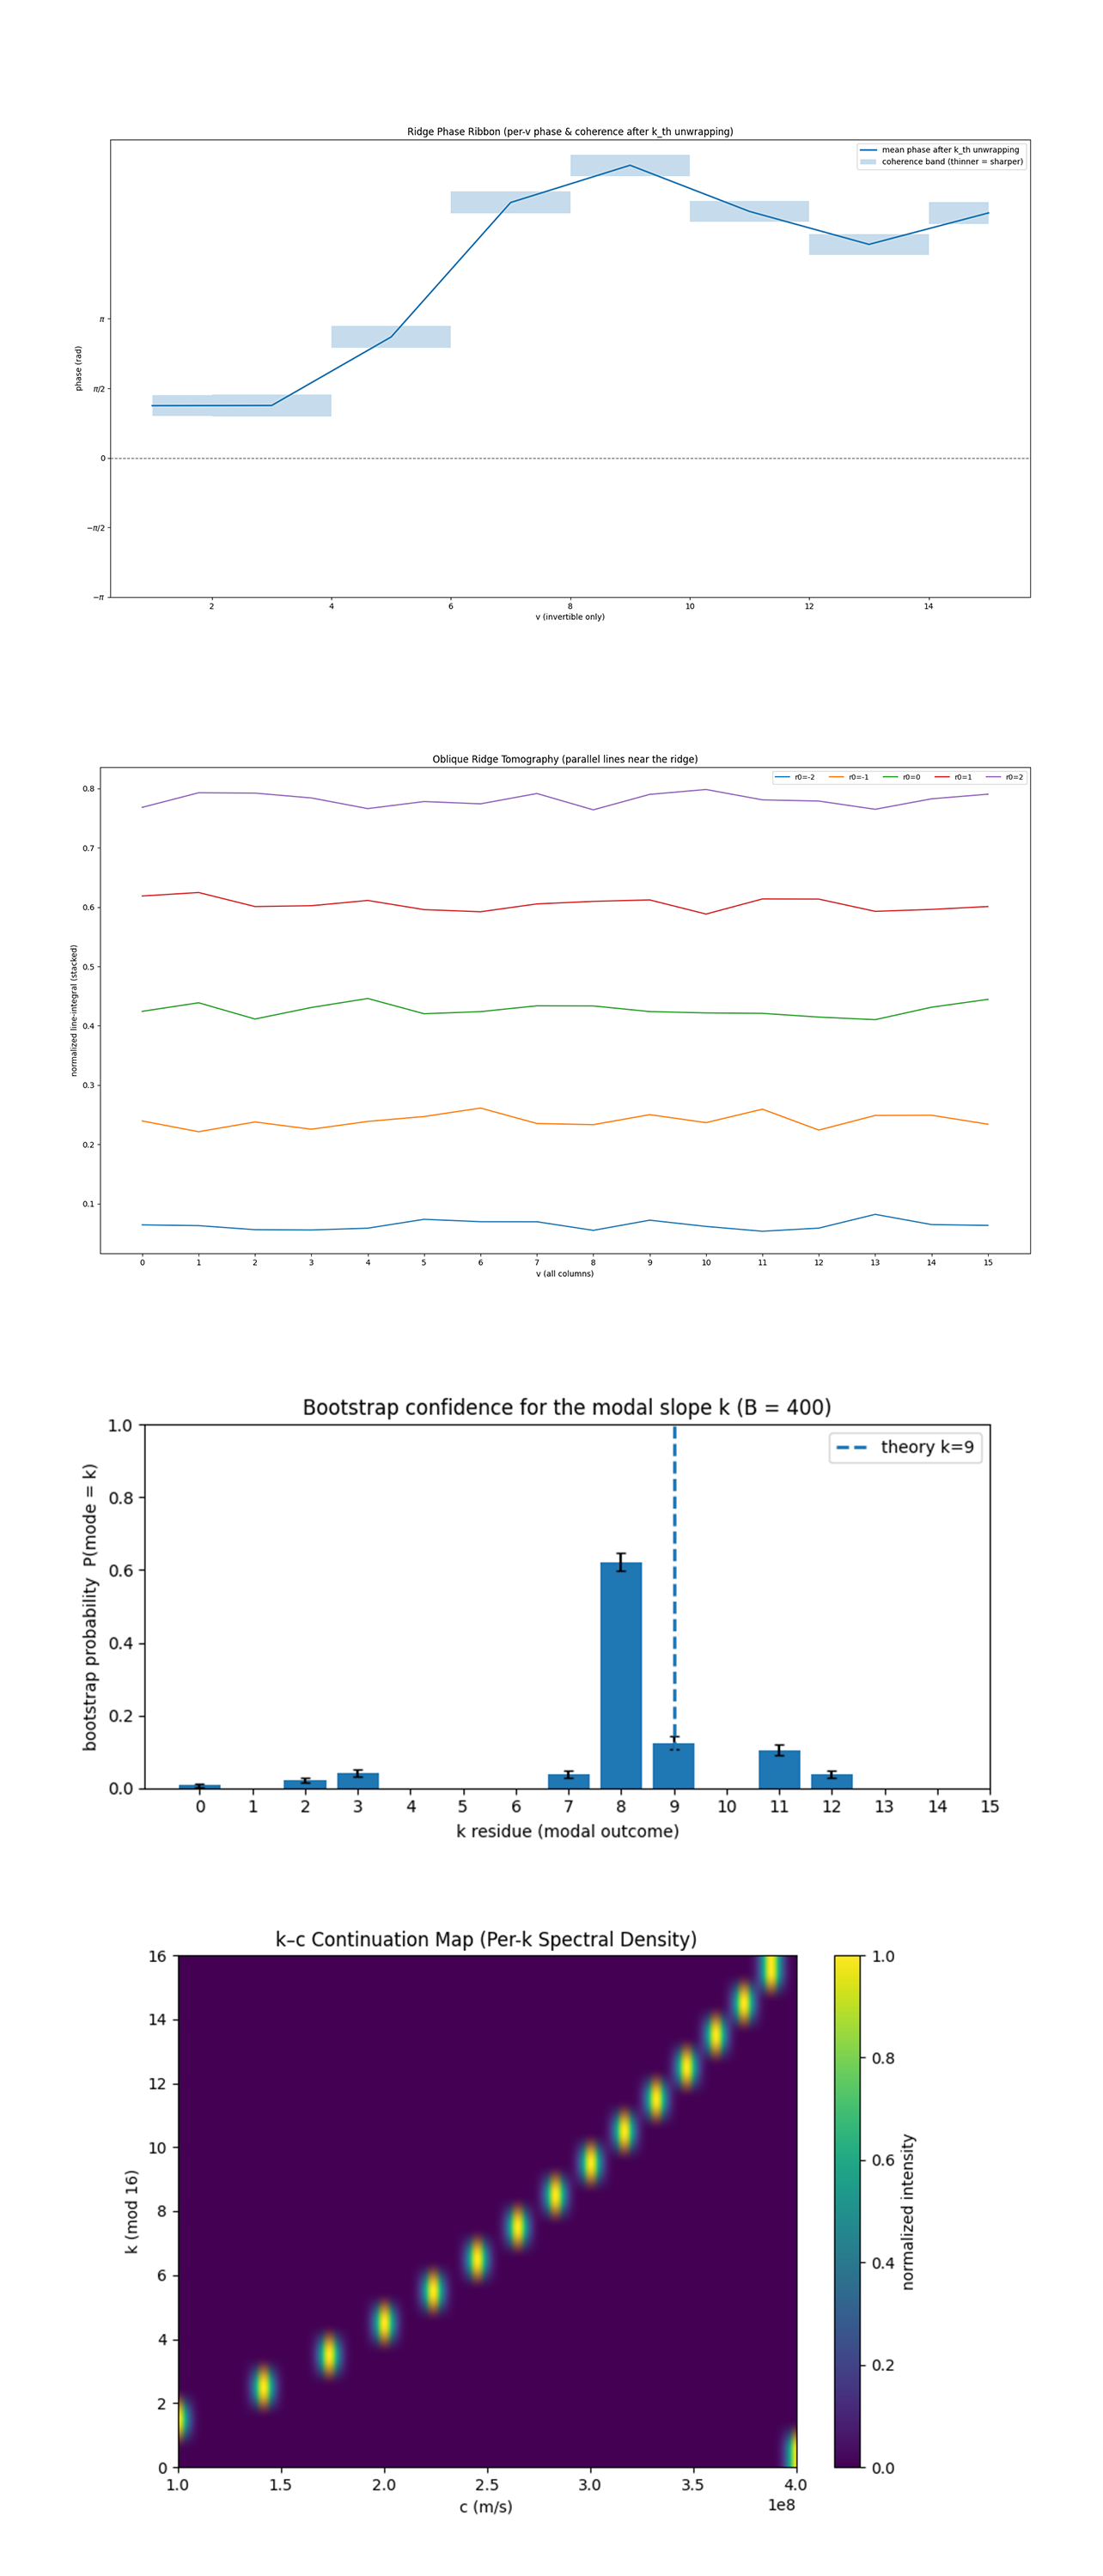 Ridge Phase Ribbon (per-v phase & coherence after k_th unwrapping)
mean phase after k_th unwrapping
coherence band (thinner = sharper)
phase (rad)
π
π/2
0
−π/2
−π
2 4 6 8 10 12 14
v (invertible only)
Oblique Ridge Tomography (parallel lines near the ridge)
r0=-2 r0=-1 r0=0 r0=1 r0=2
normalized line-integral (stacked)
0.8
0.7
0.6
0.5
0.4
0.3
0.2
0.1
0 1 2 3 4 5 6 7 8 9 10 11 12 13 14 15
v (all columns)
Bootstrap confidence for the modal slope k (B = 400)
theory k=9
bootstrap probability P(mode = k)
1.0
0.8
0.6
0.4
0.2
0.0
0 1 2 3 4 5 6 7 8 9 10 11 12 13 14 15
k residue (modal outcome)
k–c Continuation Map (Per-k Spectral Density)
k (mod 16)
16
14
12
10
8
6
4
2
0
1.0 1.5 2.0 2.5 3.0 3.5 4.0
1e8
c (m/s)
1.0
0.8
0.6
0.4
0.2
0.0
normalized intensity